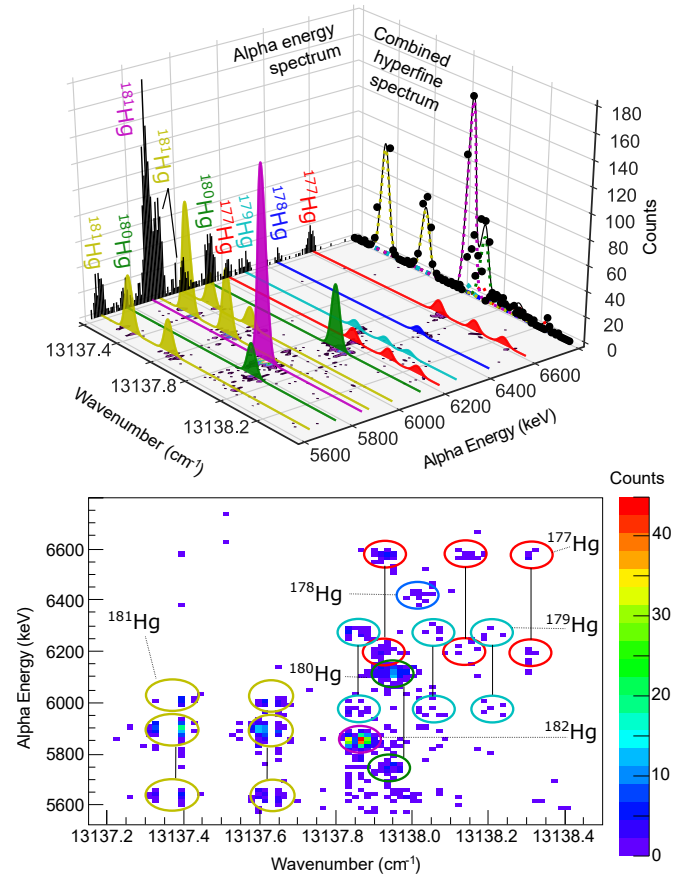 Alpha energy
spectrum
Combined
hyperfine
spectrum
¹⁸¹Hg
¹⁸¹Hg
¹⁸¹Hg
¹⁸⁰Hg
¹⁸⁰Hg
¹⁷⁷Hg
¹⁷⁹Hg
¹⁷⁸Hg
¹⁷⁷Hg
180
160
140
120
100
80
60
40
20
0
Counts
13137.4
13137.8
13138.2
Wavenumber (cm⁻¹)
5600
5800
6000
6200
6400
6600
Alpha Energy (keV)
Counts
6600
6400
6200
6000
5800
5600
Alpha Energy (keV)
¹⁷⁷Hg
¹⁷⁸Hg
¹⁸¹Hg
¹⁷⁹Hg
¹⁸⁰Hg
¹⁸²Hg
40
30
20
10
0
13137.2
13137.4
13137.6
13137.8
13138.0
13138.2
13138.4
Wavenumber (cm⁻¹)